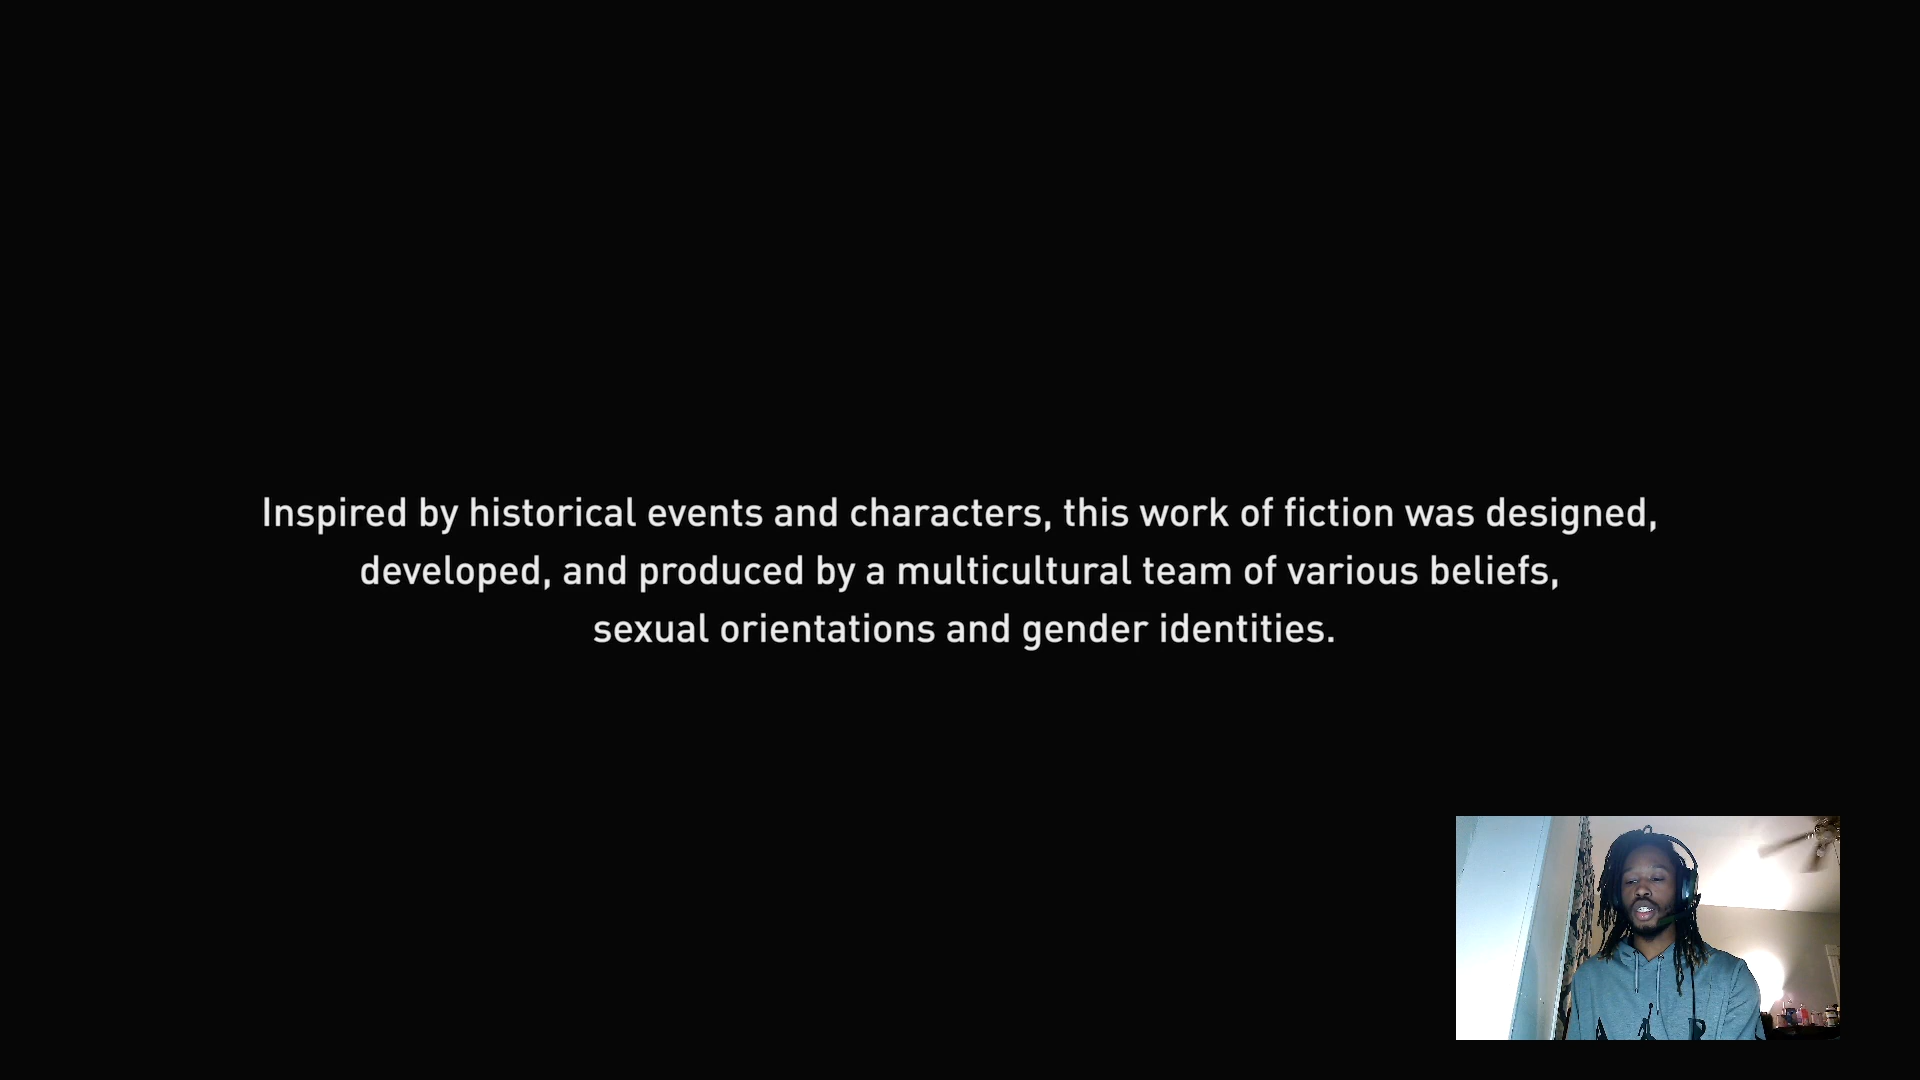 Inspired by historical events and characters, this work of fiction was designed,
developed, and produced by a multicultural team of various beliefs,
sexual orientations and gender identities.